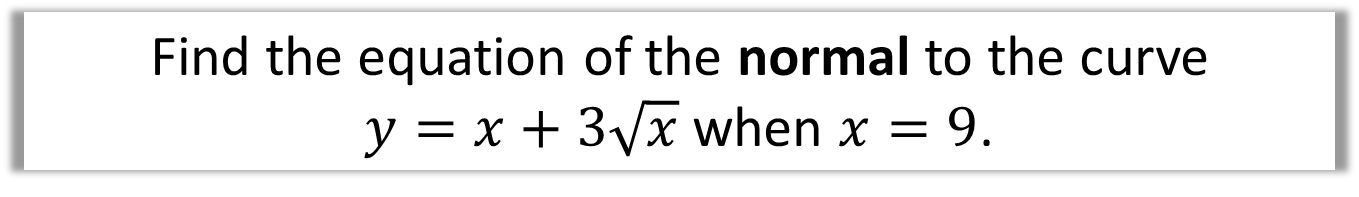 Find the equation of the normal to the curve
y = x + 3√x when x = 9.